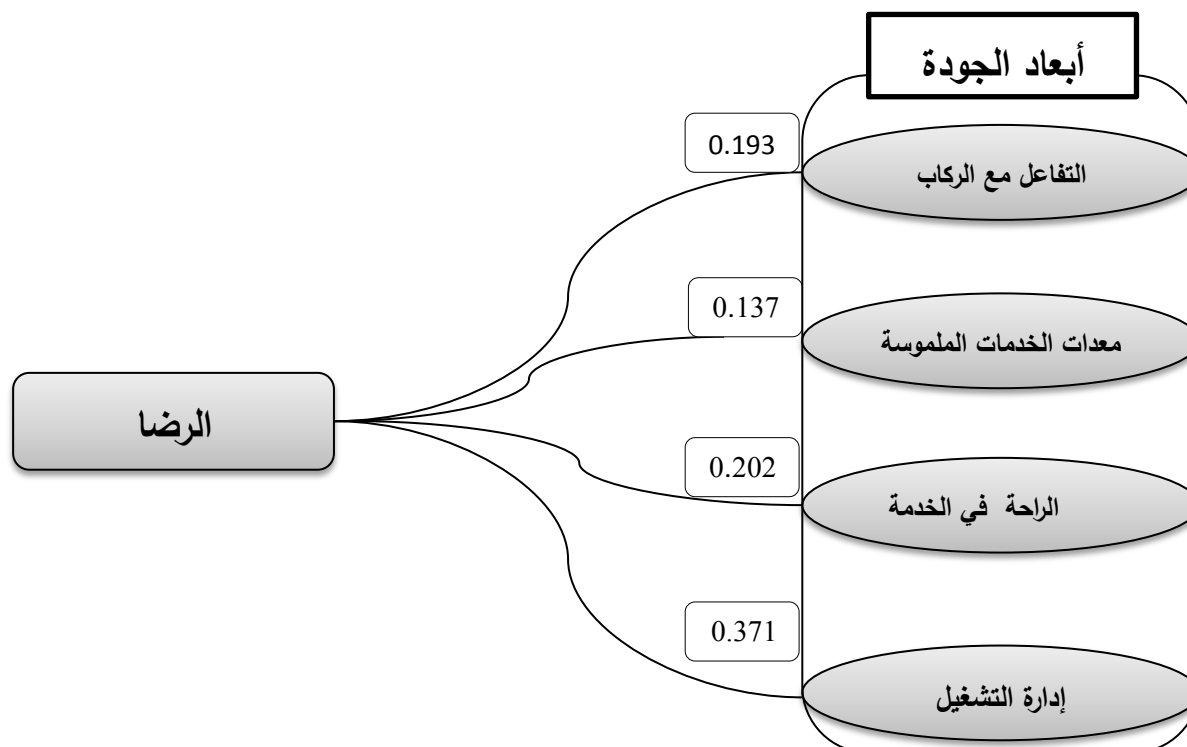 أبعاد الجودة
0.193
التفاعل مع الركاب
0.137
معدات الخدمات الملموسة
الرضا
0.202
الراحة في الخدمة
0.371
إدارة التشغيل